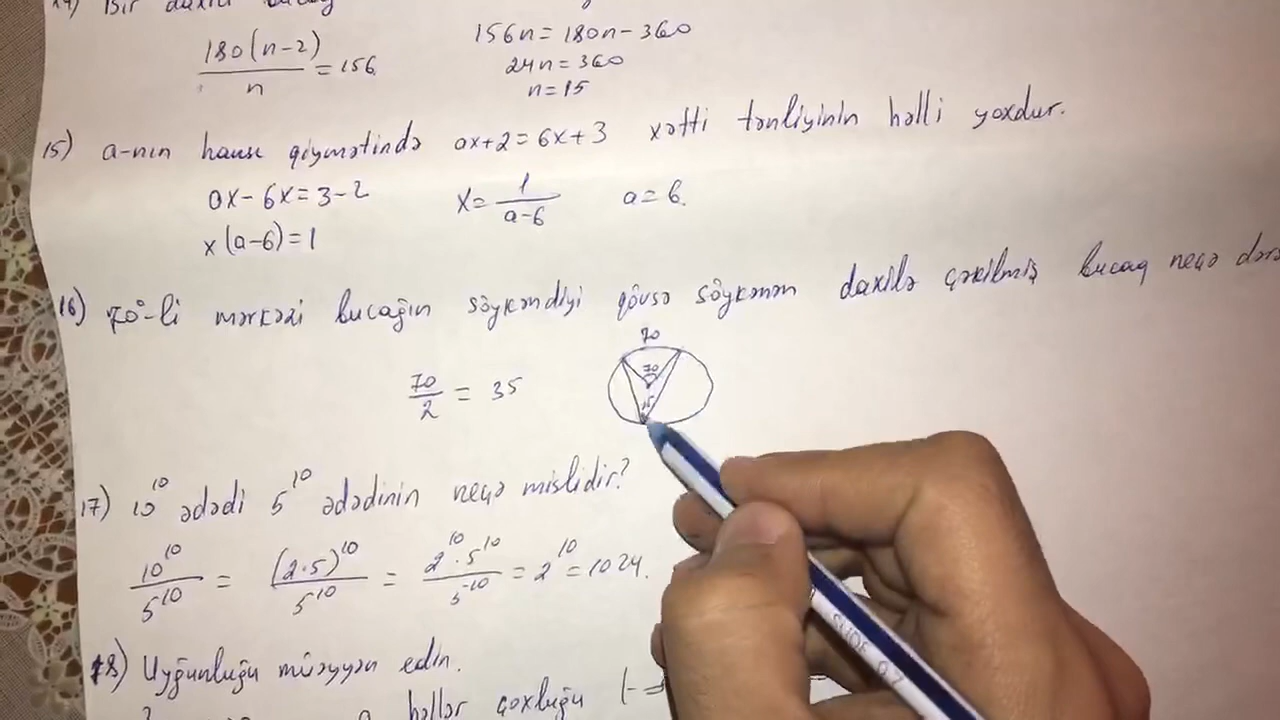 Bir daxili
180(n-2)/n = 156
156n = 180n - 360
24n = 360
n = 15
15) a-nın hansı qiymətində ax+2=6x+3 xətti tənliyinin həlli yoxdur.
ax - 6x = 3 - 2
x = 1/(a-6) a = 6.
x(a-6) = 1
16) 70°-li mərkəzi bucağın söykəndiyi qövsə söykənən daxilə çəkilmiş bucaq neçə dərə
70
70
70/2 = 35
35
17) 10^10 ədədi 5^10 ədədinin neçə mislidir?
10^10/5^10 = (2·5)^10/5^10 = 2^10·5^10/5^10 = 2^10 = 1024.
18) Uyğunluğu müəyyən edin.
həllər çoxluğu (-